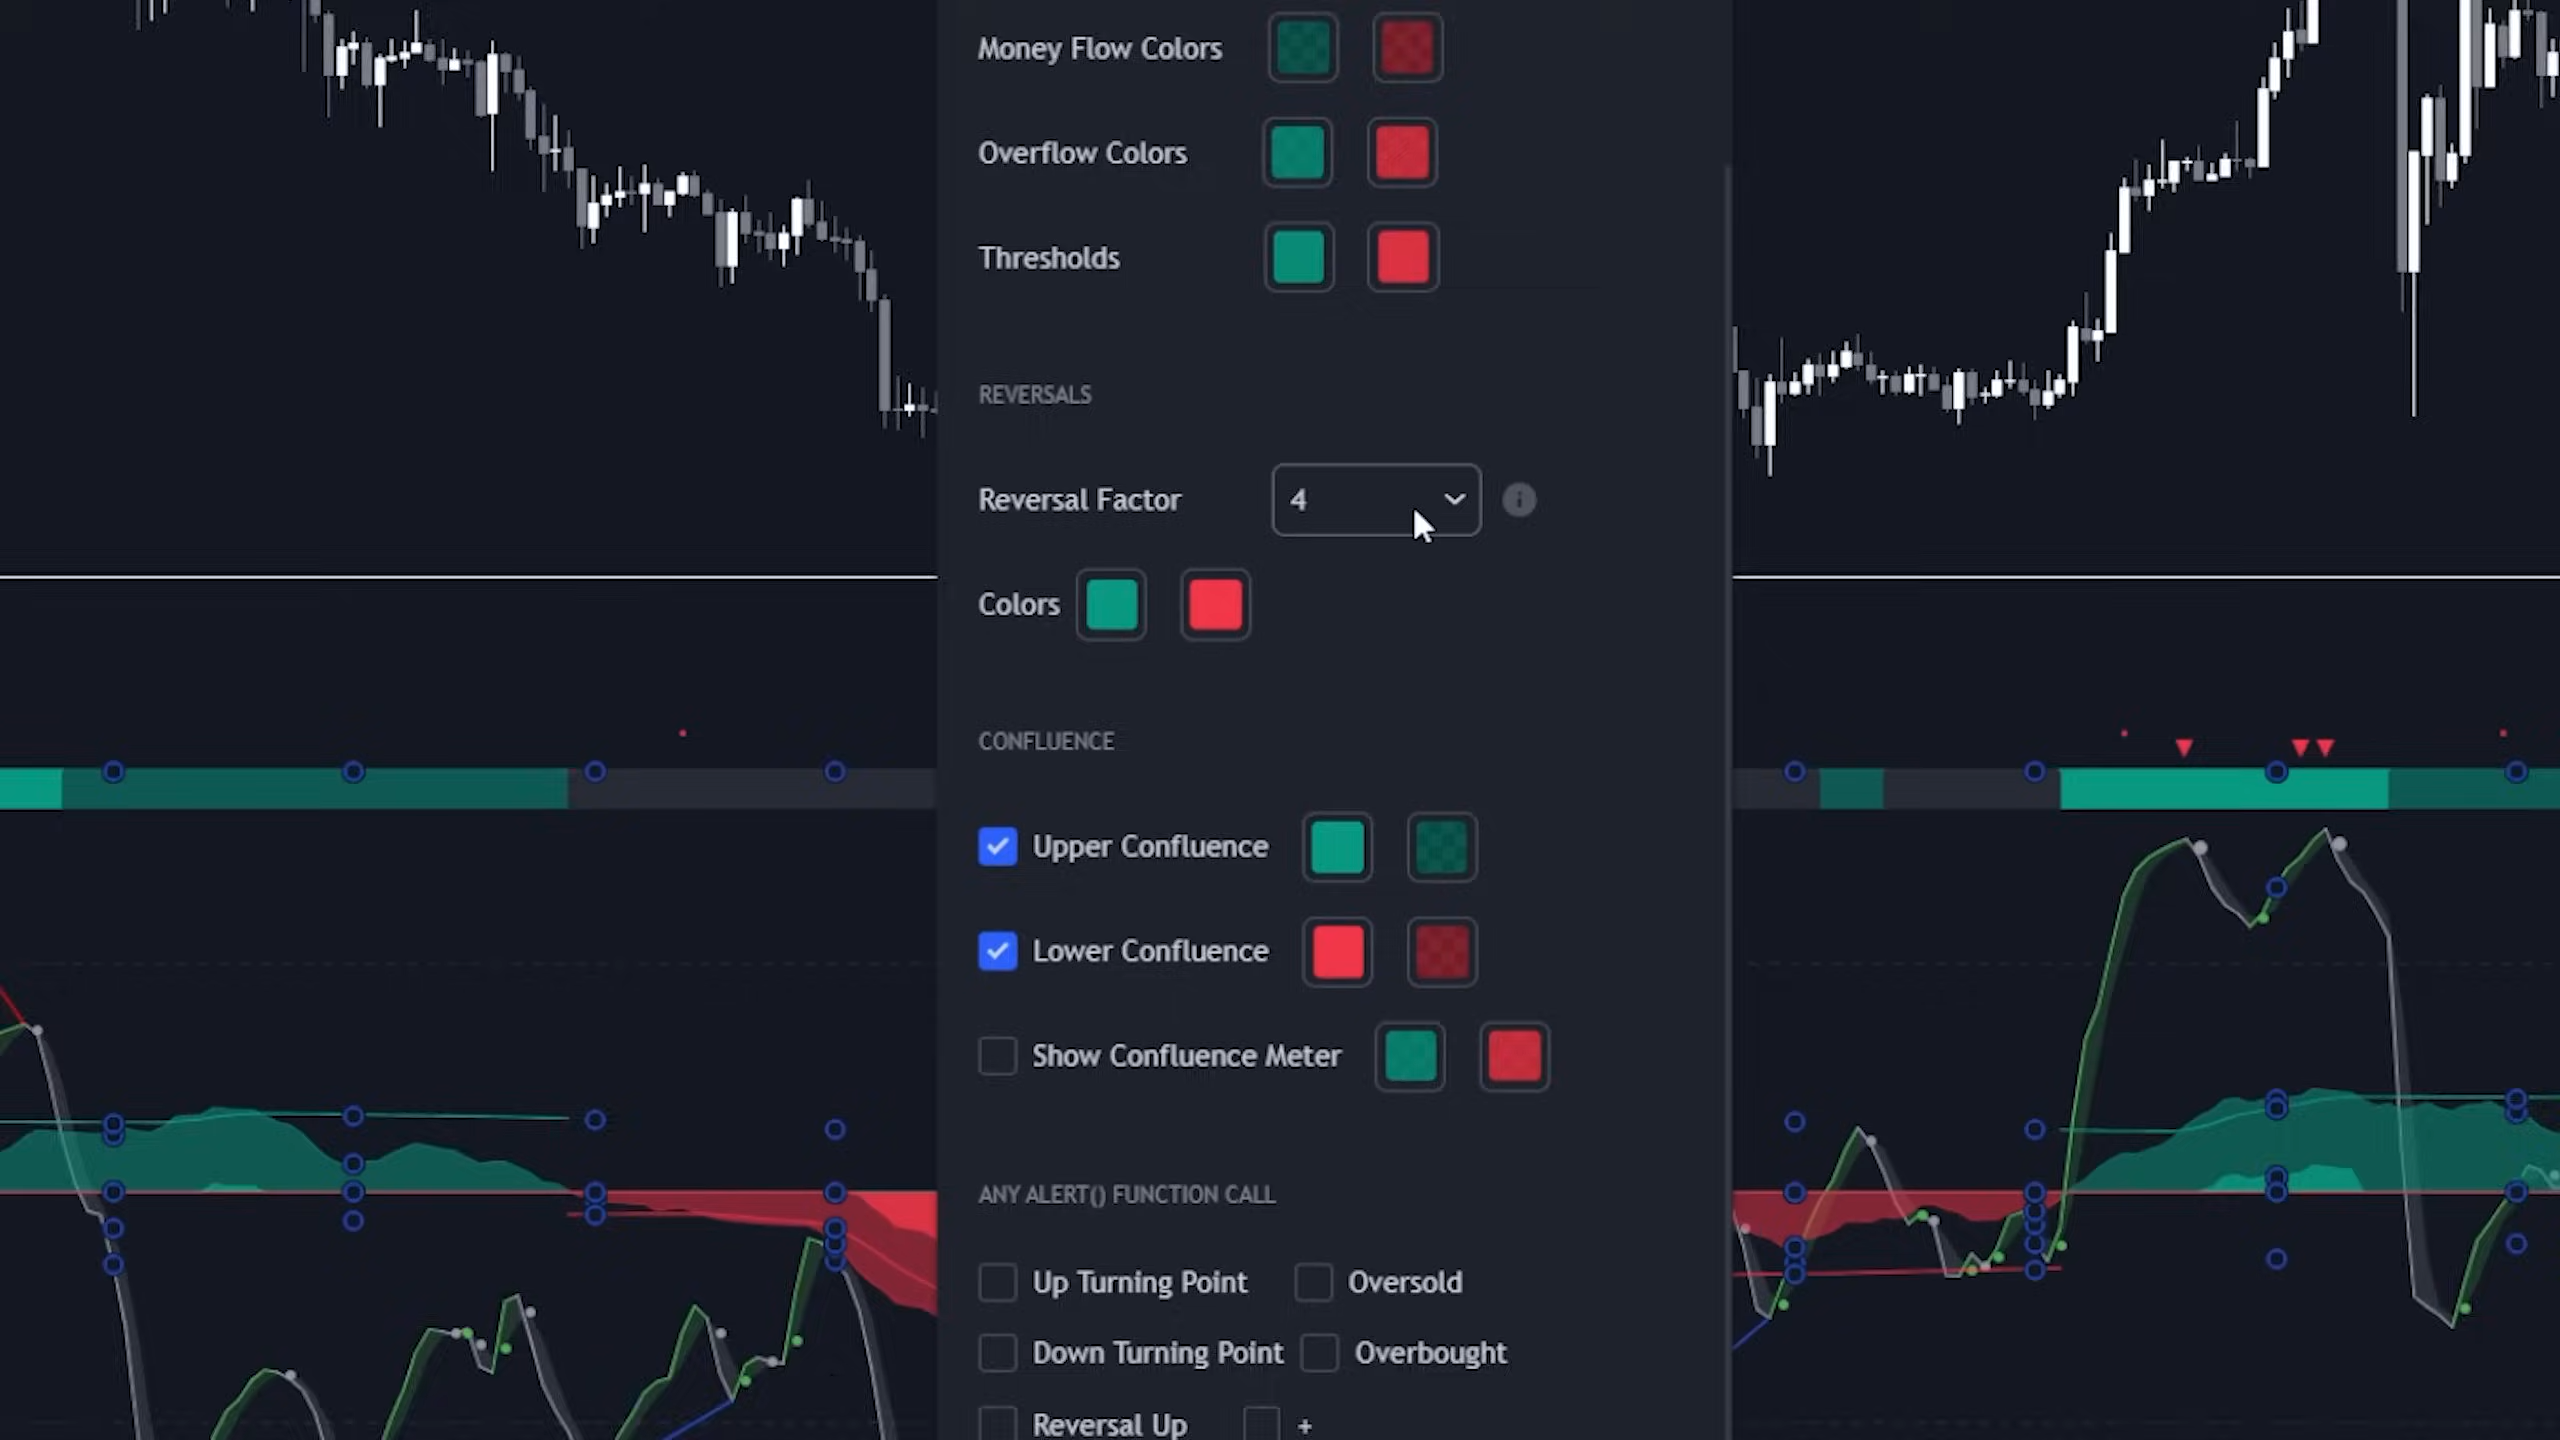 Money Flow Colors
Overflow Colors
Thresholds
REVERSALS
Reversal Factor 4
Colors
CONFLUENCE
Upper Confluence
Lower Confluence
Show Confluence Meter
ANY ALERT() FUNCTION CALL
Up Turning Point Oversold
Down Turning Point Overbought
Reversal Up +